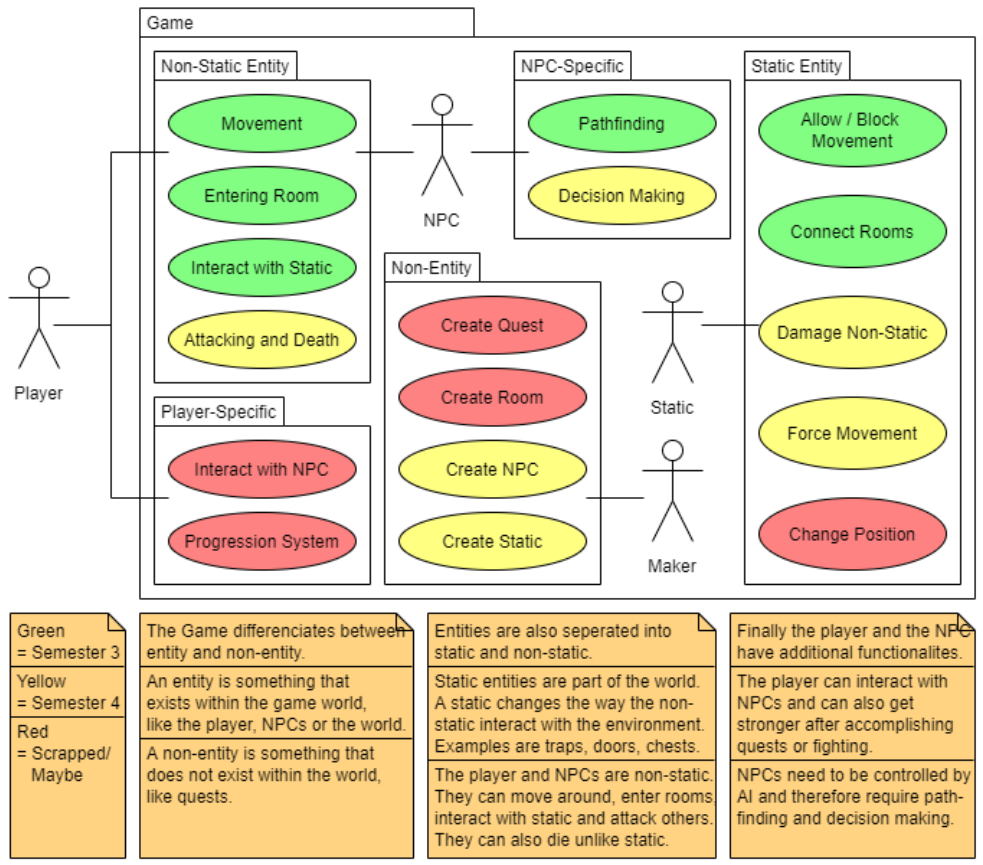 Game
Non-Static Entity
Movement
Entering Room
Interact with Static
Attacking and Death
Player-Specific
Interact with NPC
Progression System
Player
NPC
NPC-Specific
Pathfinding
Decision Making
Non-Entity
Create Quest
Create Room
Create NPC
Create Static
Static
Maker
Static Entity
Allow / Block
Movement
Connect Rooms
Damage Non-Static
Force Movement
Change Position
Green
= Semester 3
Yellow
= Semester 4
Red
= Scrapped/
Maybe
The Game differenciates between
entity and non-entity.
An entity is something that
exists within the game world,
like the player, NPCs or the world.
A non-entity is something that
does not exist within the world,
like quests.
Entities are also seperated into
static and non-static.
Static entities are part of the world.
A static changes the way the non-
static interact with the environment.
Examples are traps, doors, chests.
The player and NPCs are non-static.
They can move around, enter rooms,
interact with static and attack others.
They can also die unlike static.
Finally the player and the NPC
have additional functionalites.
The player can interact with
NPCs and can also get
stronger after accomplishing
quests or fighting.
NPCs need to be controlled by
AI and therefore require path-
finding and decision making.